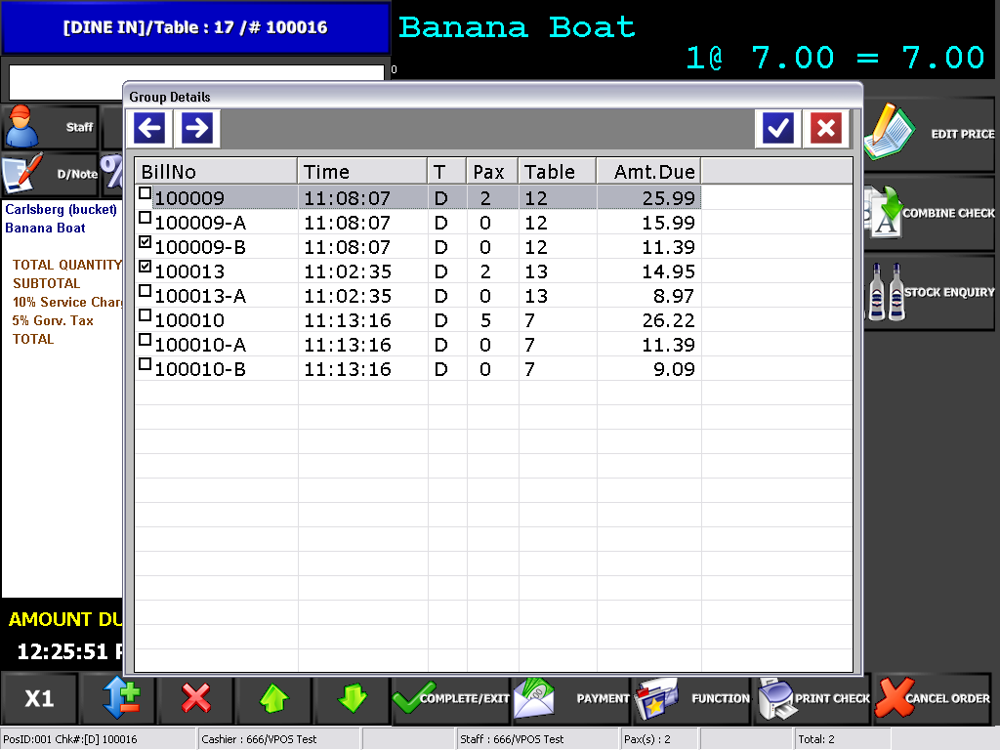 [DINE IN]/Table : 17 /# 100016
Banana Boat
1@ 7.00 = 7.00
0
Group Details
Staff
%
D/Note
EDIT PRICE
COMBINE CHECK
A
STOCK ENQUIRY
BillNo Time T Pax Table Amt.Due
100009 11:08:07 D 2 12 25.99
100009-A 11:08:07 D 0 12 15.99
100009-B 11:08:07 D 0 12 11.39
100013 11:02:35 D 2 13 14.95
100013-A 11:02:35 D 0 13 8.97
100010 11:13:16 D 5 7 26.22
100010-A 11:13:16 D 0 7 11.39
100010-B 11:13:16 D 0 7 9.09
Carlsberg (bucket)
Banana Boat
TOTAL QUANTITY
SUBTOTAL
10% Service Char
5% Gorv. Tax
TOTAL
AMOUNT DU
12:25:51 P
X1
COMPLETE/EXIT
PAYMENT
FUNCTION
PRINT CHECK
CANCEL ORDER
PosID:001 Chk#:[D] 100016
Cashier : 666/VPOS Test
Staff : 666/VPOS Test
Pax(s) : 2
Total: 2